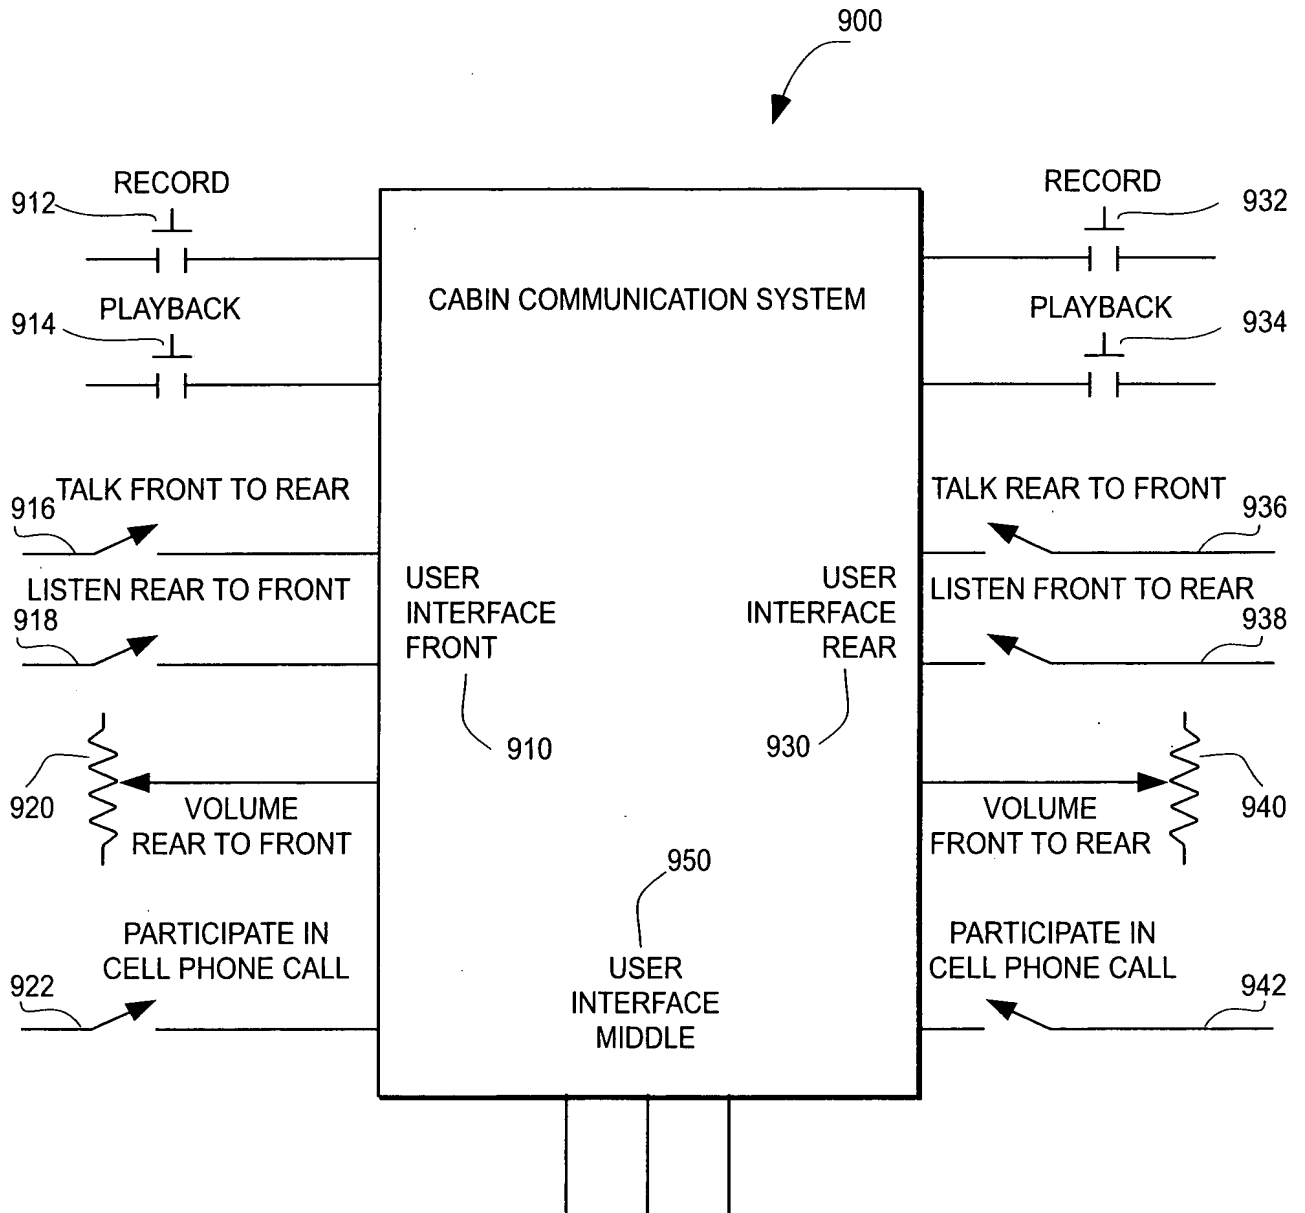 900
RECORD
912
PLAYBACK
914
TALK FRONT TO REAR
916
LISTEN REAR TO FRONT
918
920
VOLUME
REAR TO FRONT
PARTICIPATE IN
CELL PHONE CALL
922
CABIN COMMUNICATION SYSTEM
USER
INTERFACE
FRONT
910
USER
INTERFACE
REAR
930
950
USER
INTERFACE
MIDDLE
RECORD
932
PLAYBACK
934
TALK REAR TO FRONT
936
LISTEN FRONT TO REAR
938
VOLUME
FRONT TO REAR
940
PARTICIPATE IN
CELL PHONE CALL
942